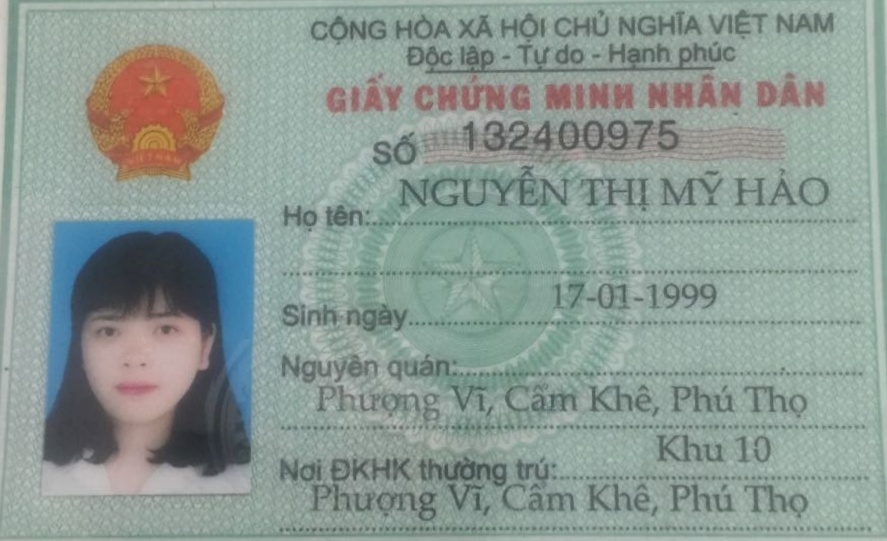 CỘNG HÒA XÃ HỘI CHỦ NGHĨA VIỆT NAM
Độc lập - Tự do - Hạnh phúc
GIẤY CHỨNG MINH NHÂN DÂN
SỐ 132400975
Họ tên: NGUYỄN THỊ MỸ HẢO
Sinh ngày 17-01-1999
Nguyên quán:
Phượng Vĩ, Cẩm Khê, Phú Thọ
Nơi ĐKHK thường trú: Khu 10
Phượng Vĩ, Cẩm Khê, Phú Thọ
VIỆT NAM